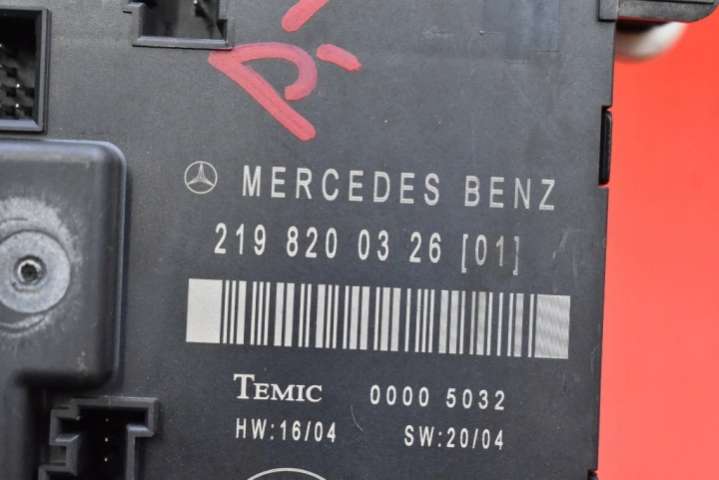 MERCEDES BENZ
219 820 03 26 [01]
TEMIC 0000 5032
HW:16/04 SW:20/04